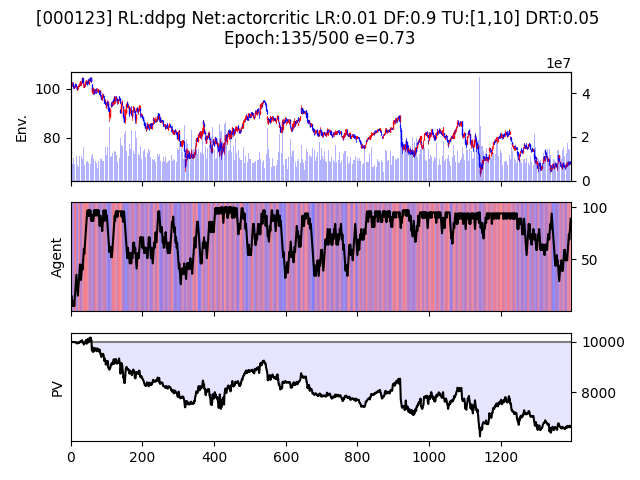 [000123] RL:ddpg Net:actorcritic LR:0.01 DF:0.9 TU:[1,10] DRT:0.05
Epoch:135/500 e=0.73
1e7
100
80
Env.
4
2
0
Agent
100
50
PV
10000
8000
0
200
400
600
800
1000
1200